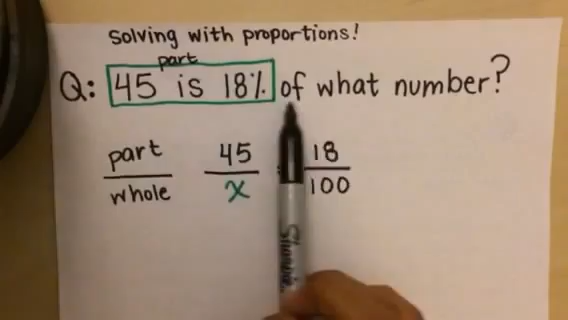 Solving with proportions!
part
Q: 45 is 18% of what number?
part 45 18
whole x 100
Sharpie